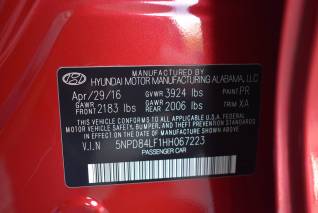 MANUFACTURED BY
HYUNDAI MOTOR MANUFACTURING ALABAMA, LLC
Apr/29/16 GVWR 3924 lbs PAINT PR
GAWR FRONT 2183 lbs GAWR REAR 2006 lbs TRIM XA
THIS VEHICLE CONFORMS TO ALL APPLICABLE U.S.
FEDERAL MOTOR VEHICLE SAFETY, BUMPER, AND THEFT PREVENTION STANDARDS
IN EFFECT ON THE DATE OF MANUFACTURE SHOWN ABOVE.
V.I.N 5NPD84LF1HH067223
PASSENGER CAR